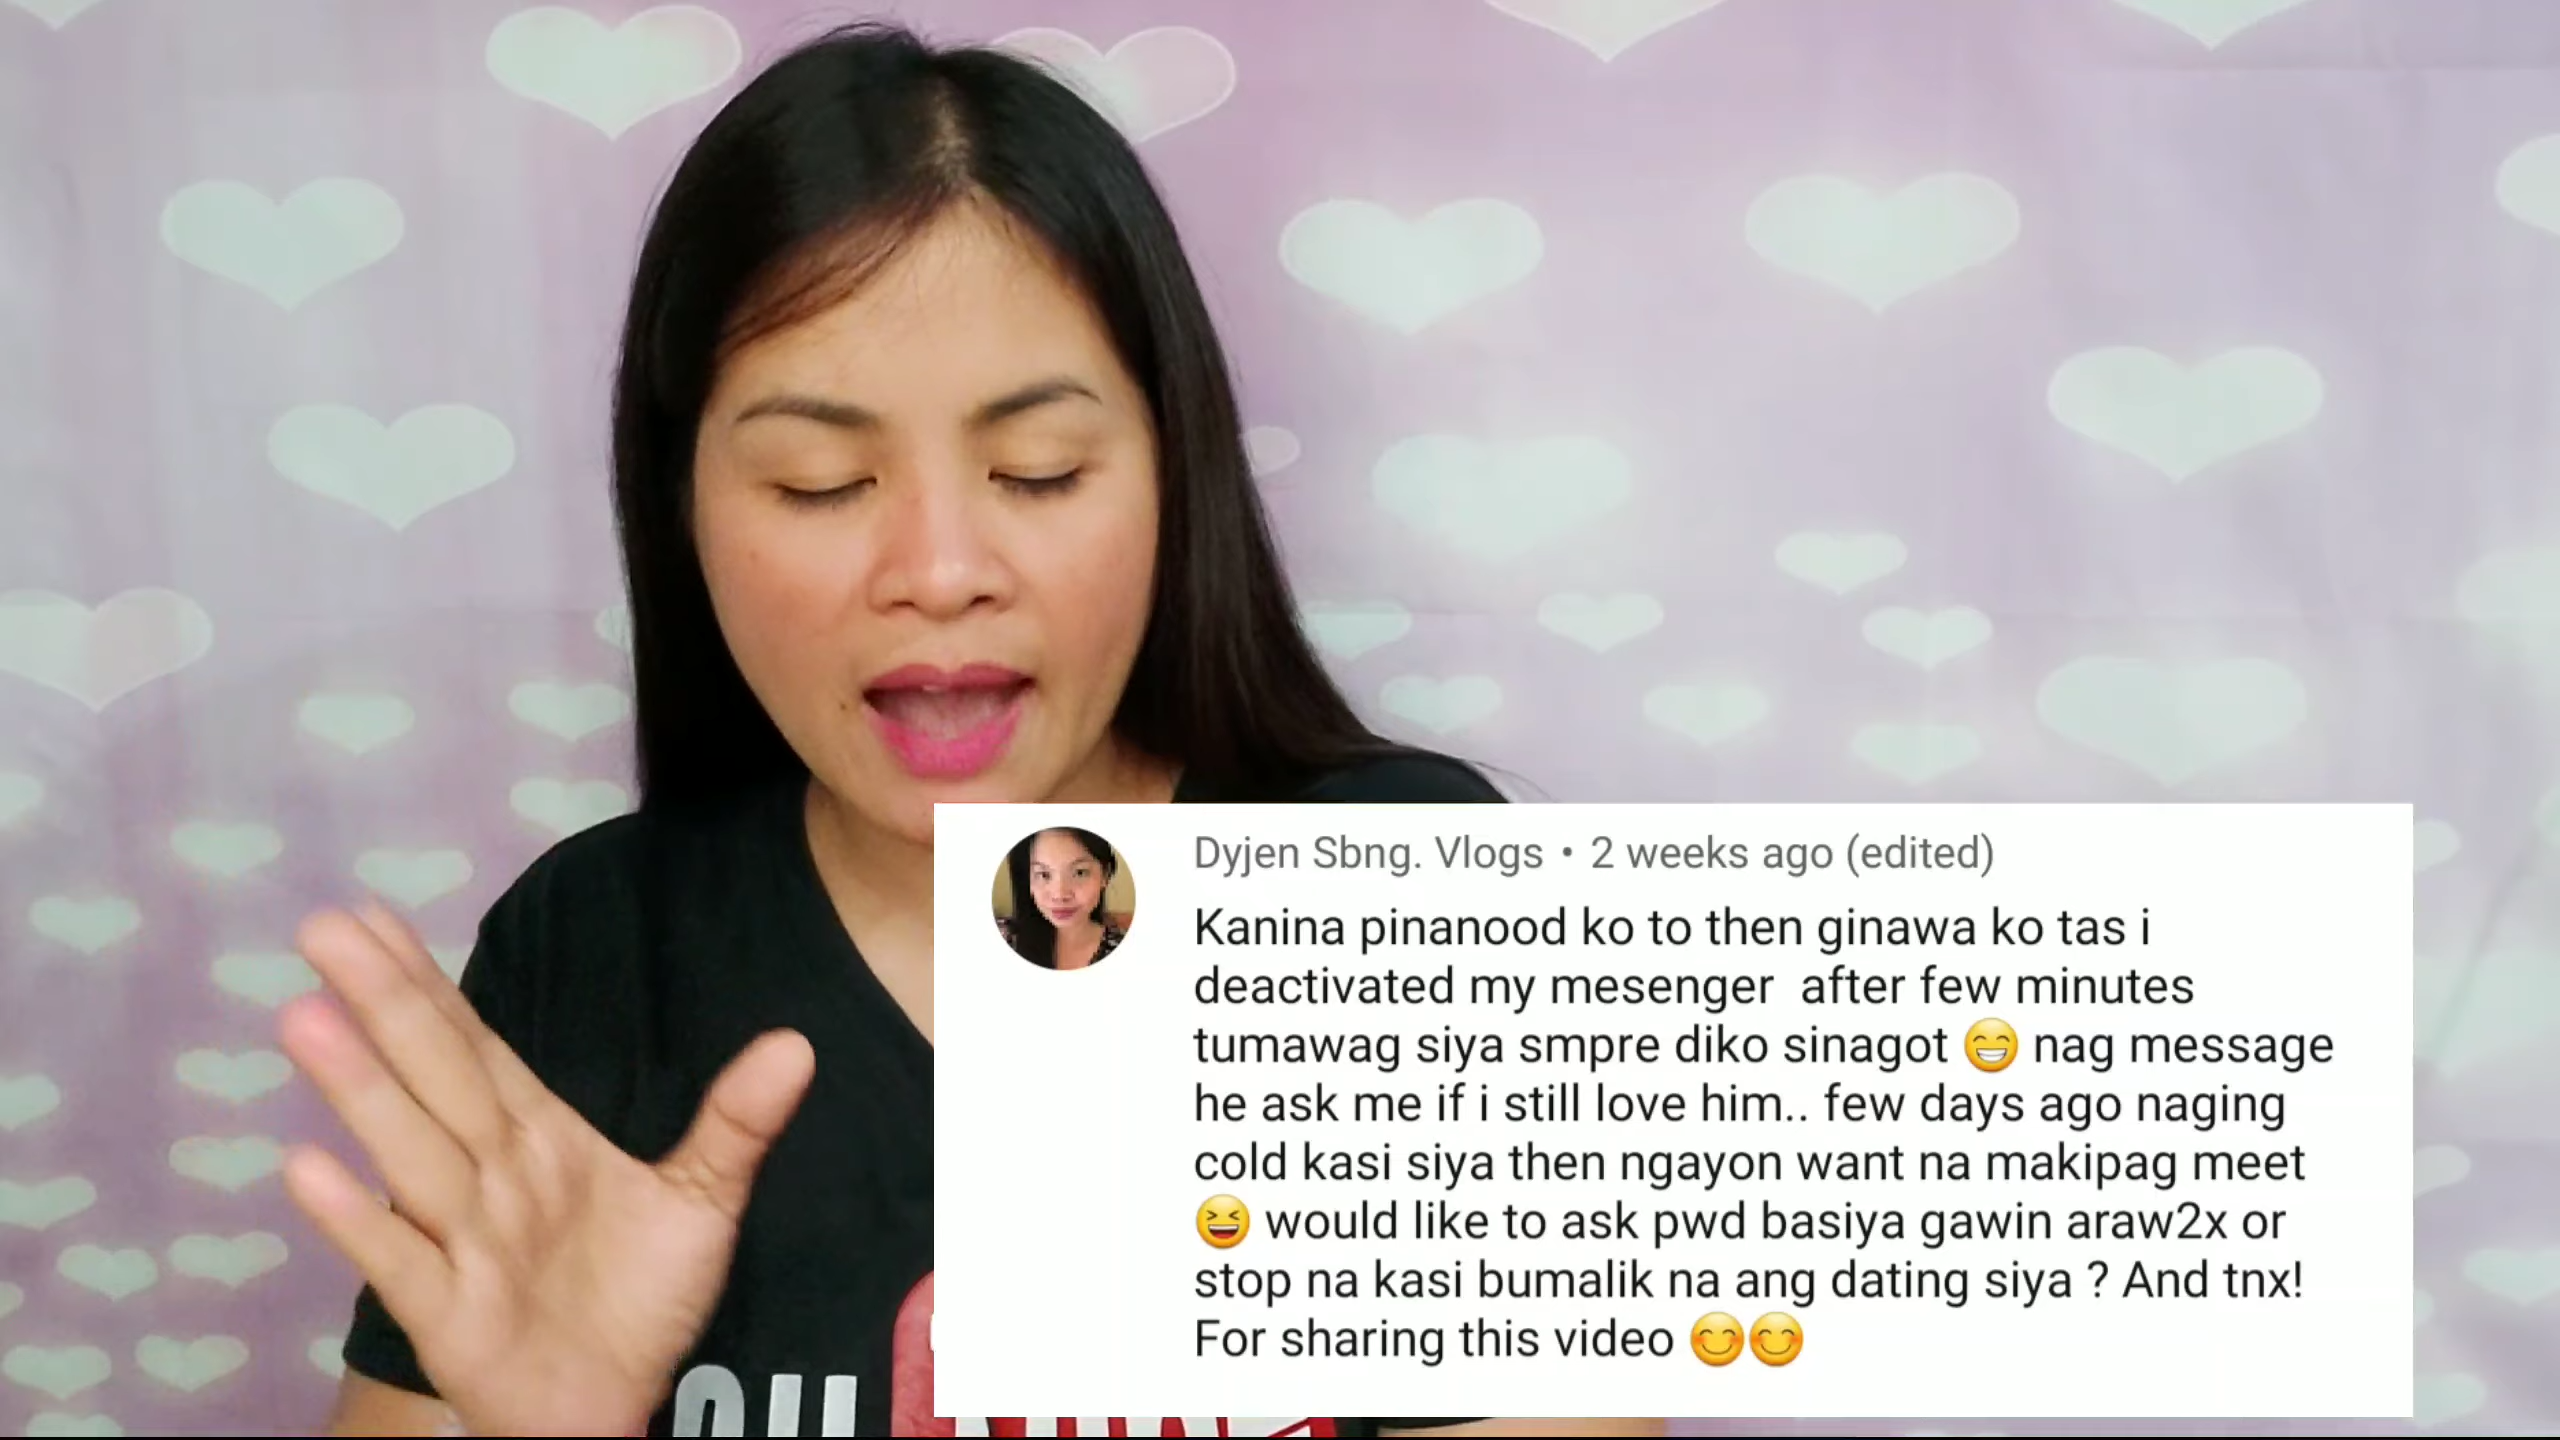 Dyjen Sbng. Vlogs • 2 weeks ago (edited)
Kanina pinanood ko to then ginawa ko tas i
deactivated my mesenger after few minutes
tumawag siya smpre diko sinagot 😁 nag message
he ask me if i still love him.. few days ago naging
cold kasi siya then ngayon want na makipag meet
😆 would like to ask pwd basiya gawin araw2x or
stop na kasi bumalik na ang dating siya ? And tnx!
For sharing this video 😊😊